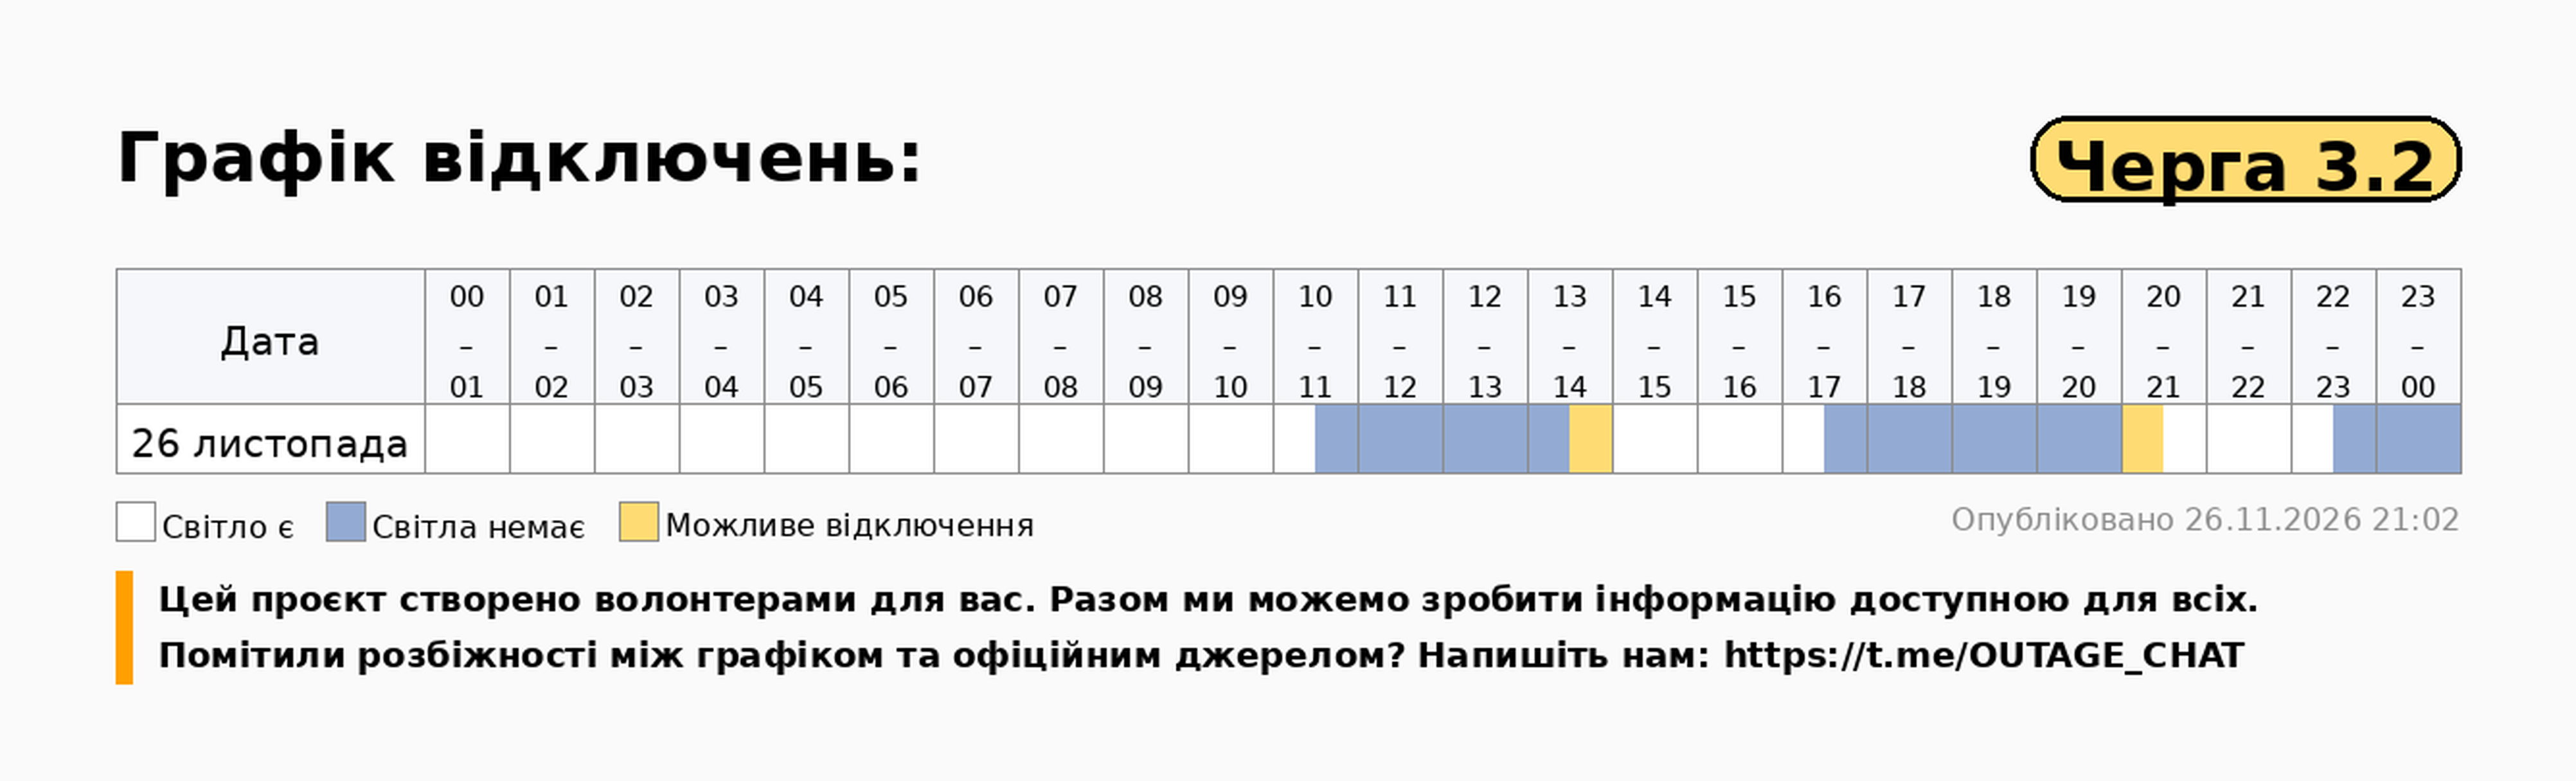 Графік відключень:
Черга 3.2
Дата
00 – 01
01 – 02
02 – 03
03 – 04
04 – 05
05 – 06
06 – 07
07 – 08
08 – 09
09 – 10
10 – 11
11 – 12
12 – 13
13 – 14
14 – 15
15 – 16
16 – 17
17 – 18
18 – 19
19 – 20
20 – 21
21 – 22
22 – 23
23 – 00
26 листопада
Світло є
Світла немає
Можливе відключення
Опубліковано 26.11.2026 21:02
Цей проєкт створено волонтерами для вас. Разом ми можемо зробити інформацію доступною для всіх.
Помітили розбіжності між графіком та офіційним джерелом? Напишіть нам: https://t.me/OUTAGE_CHAT